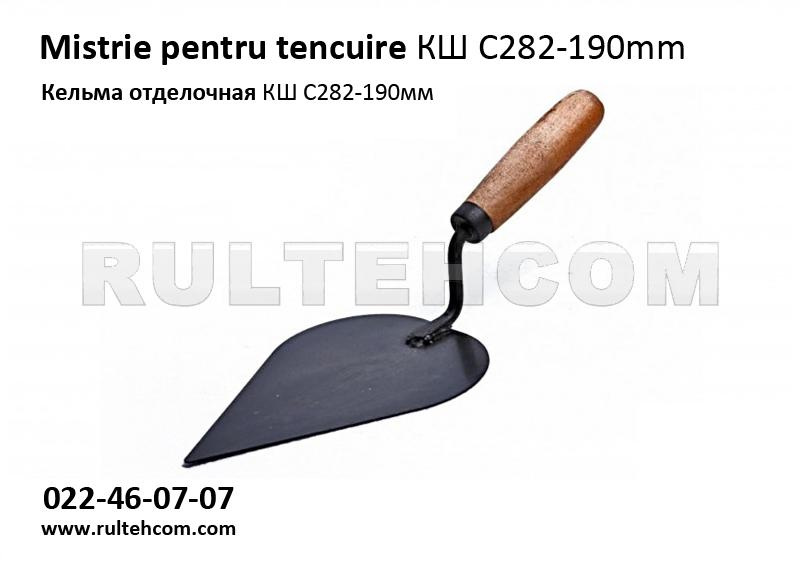 Mistrie pentru tencuire КШ С282-190mm
Кельма отделочная КШ С282-190мм
RULTEHCOM
022-46-07-07
www.rultehcom.com